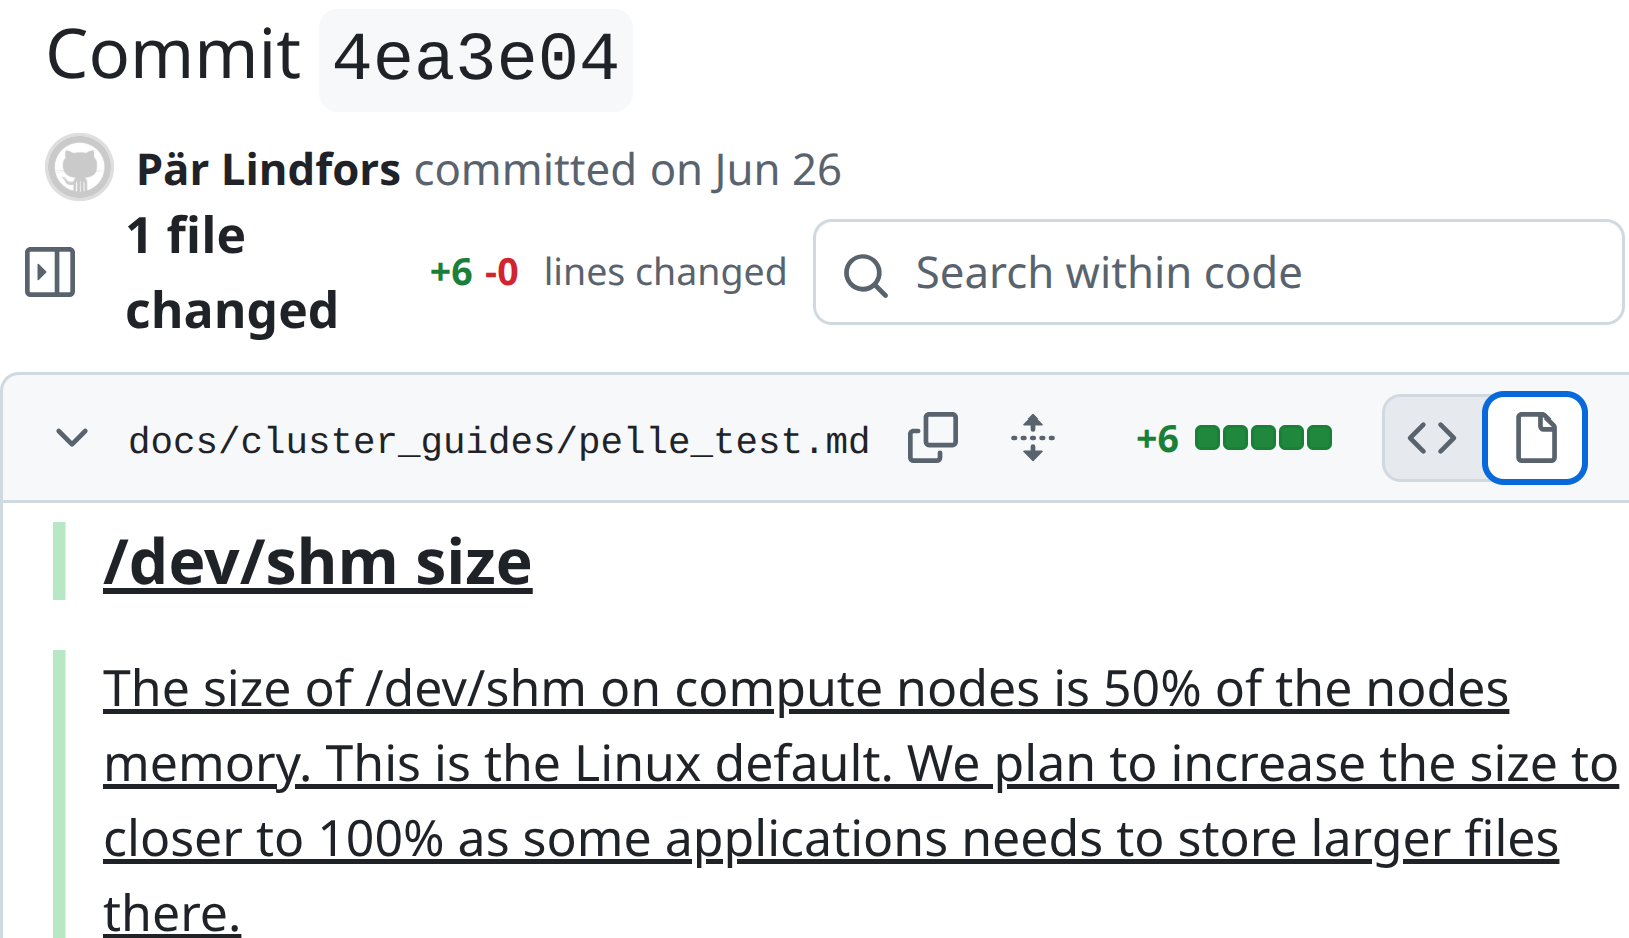 Commit 4ea3e04
Pär Lindfors committed on Jun 26
1 file changed
+6 -0 lines changed
Search within code
docs/cluster_guides/pelle_test.md
+6
/dev/shm size
The size of /dev/shm on compute nodes is 50% of the nodes
memory. This is the Linux default. We plan to increase the size to
closer to 100% as some applications needs to store larger files
there.